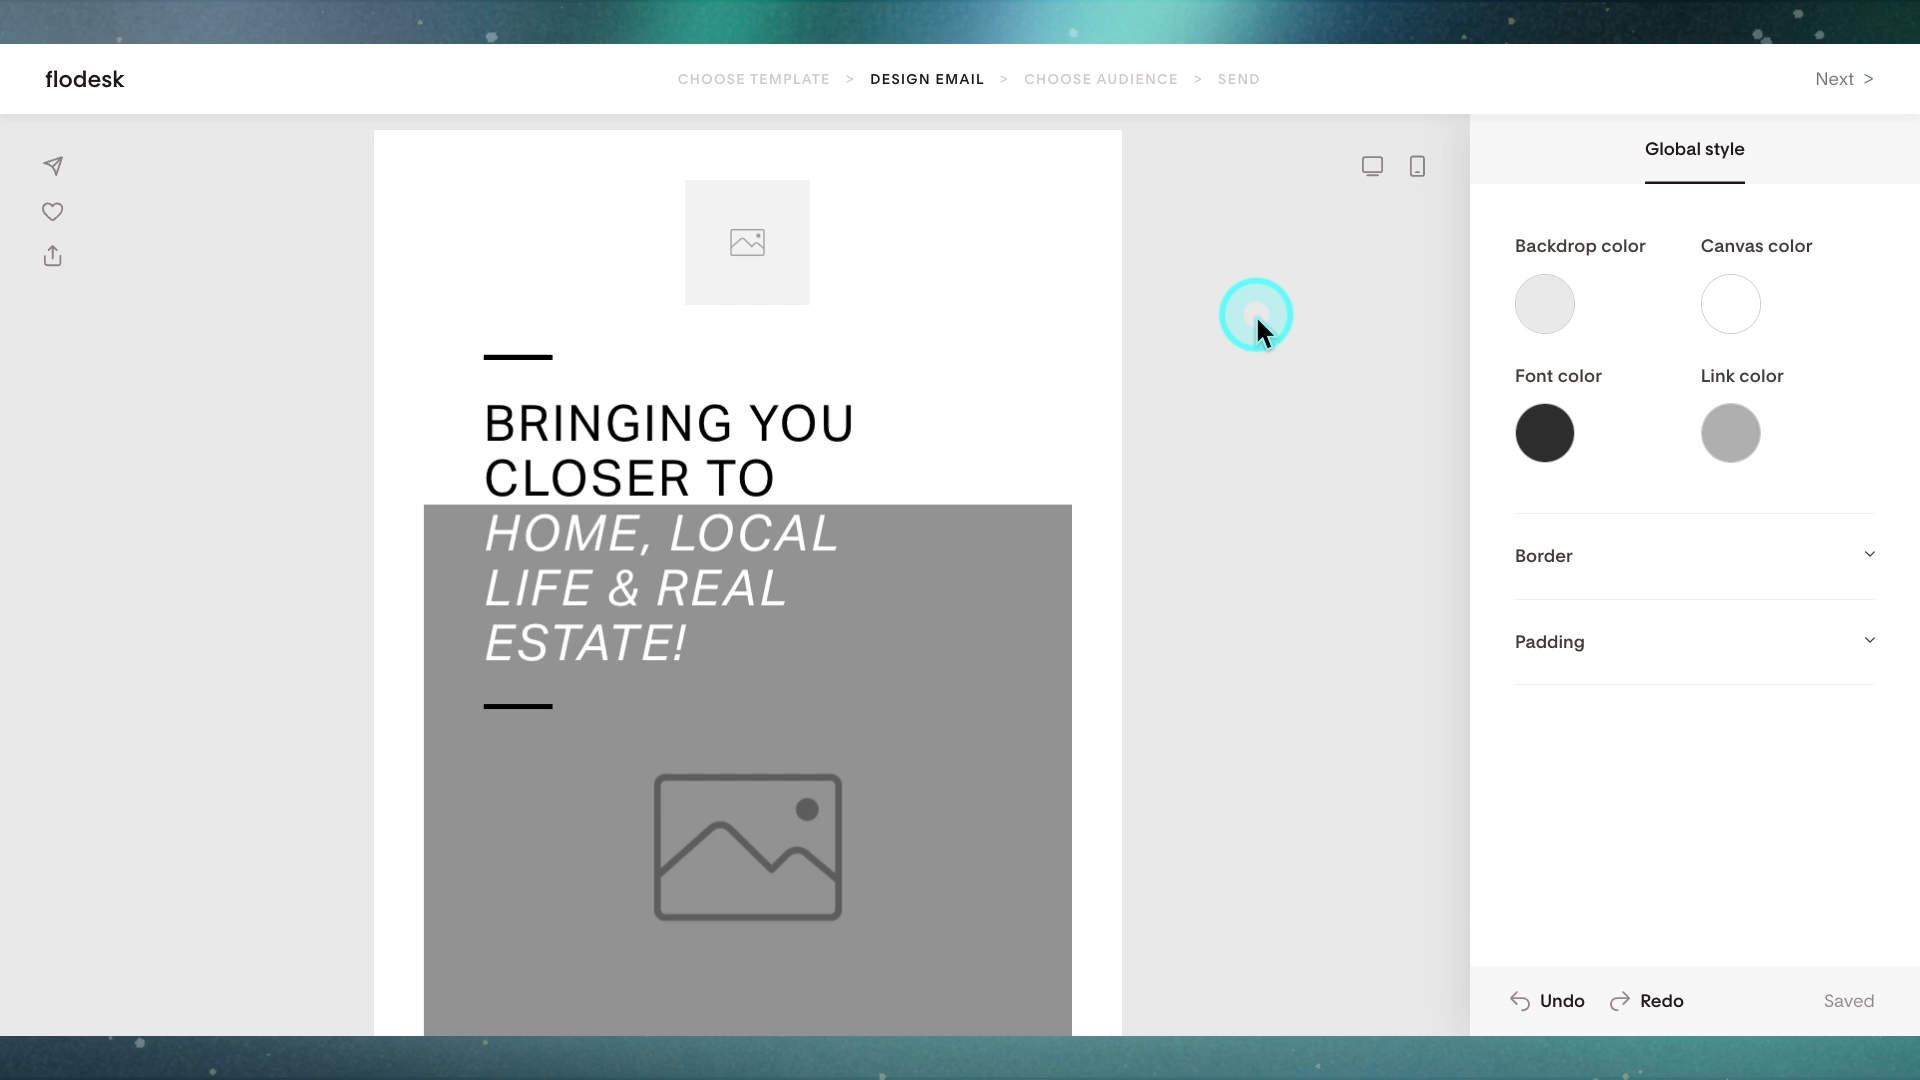 flodesk
CHOOSE TEMPLATE > DESIGN EMAIL > CHOOSE AUDIENCE > SEND
Next >
Global style
Backdrop color Canvas color
Font color Link color
Border
Padding
BRINGING YOU
CLOSER TO
HOME, LOCAL
LIFE & REAL
ESTATE!
Undo Redo Saved